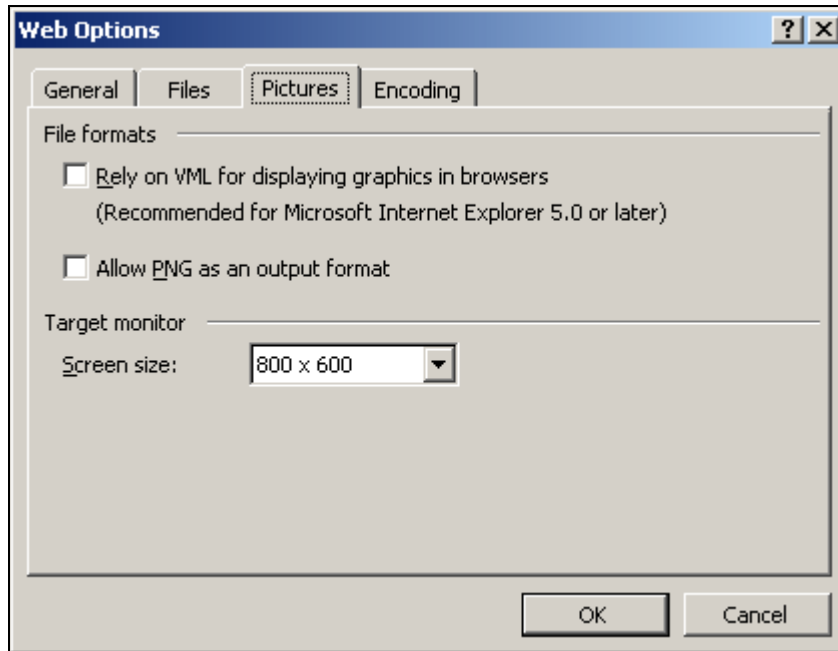 Web Options
General Files Pictures Encoding
File formats
Rely on VML for displaying graphics in browsers
(Recommended for Microsoft Internet Explorer 5.0 or later)
Allow PNG as an output format
Target monitor
Screen size: 800 x 600
OK Cancel